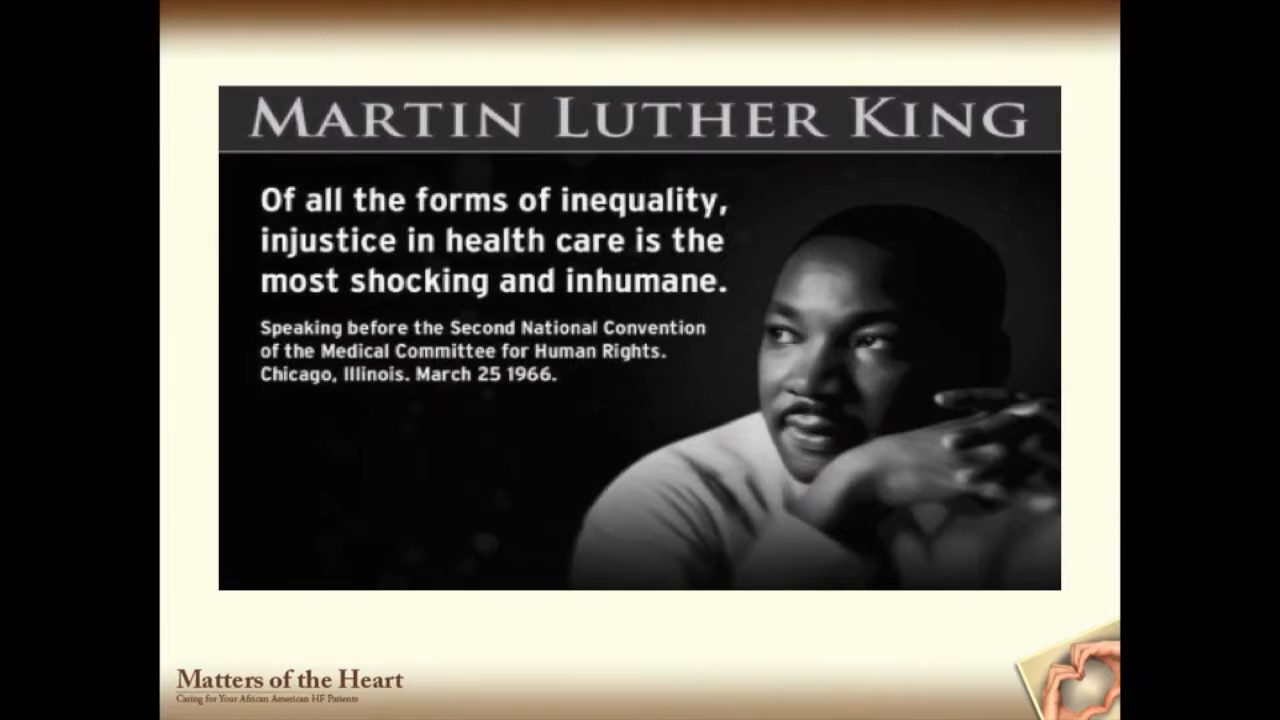 MARTIN LUTHER KING
Of all the forms of inequality,
injustice in health care is the
most shocking and inhumane.
Speaking before the Second National Convention
of the Medical Committee for Human Rights.
Chicago, Illinois. March 25 1966.
Matters of the Heart
Caring for Your African American HF Patients